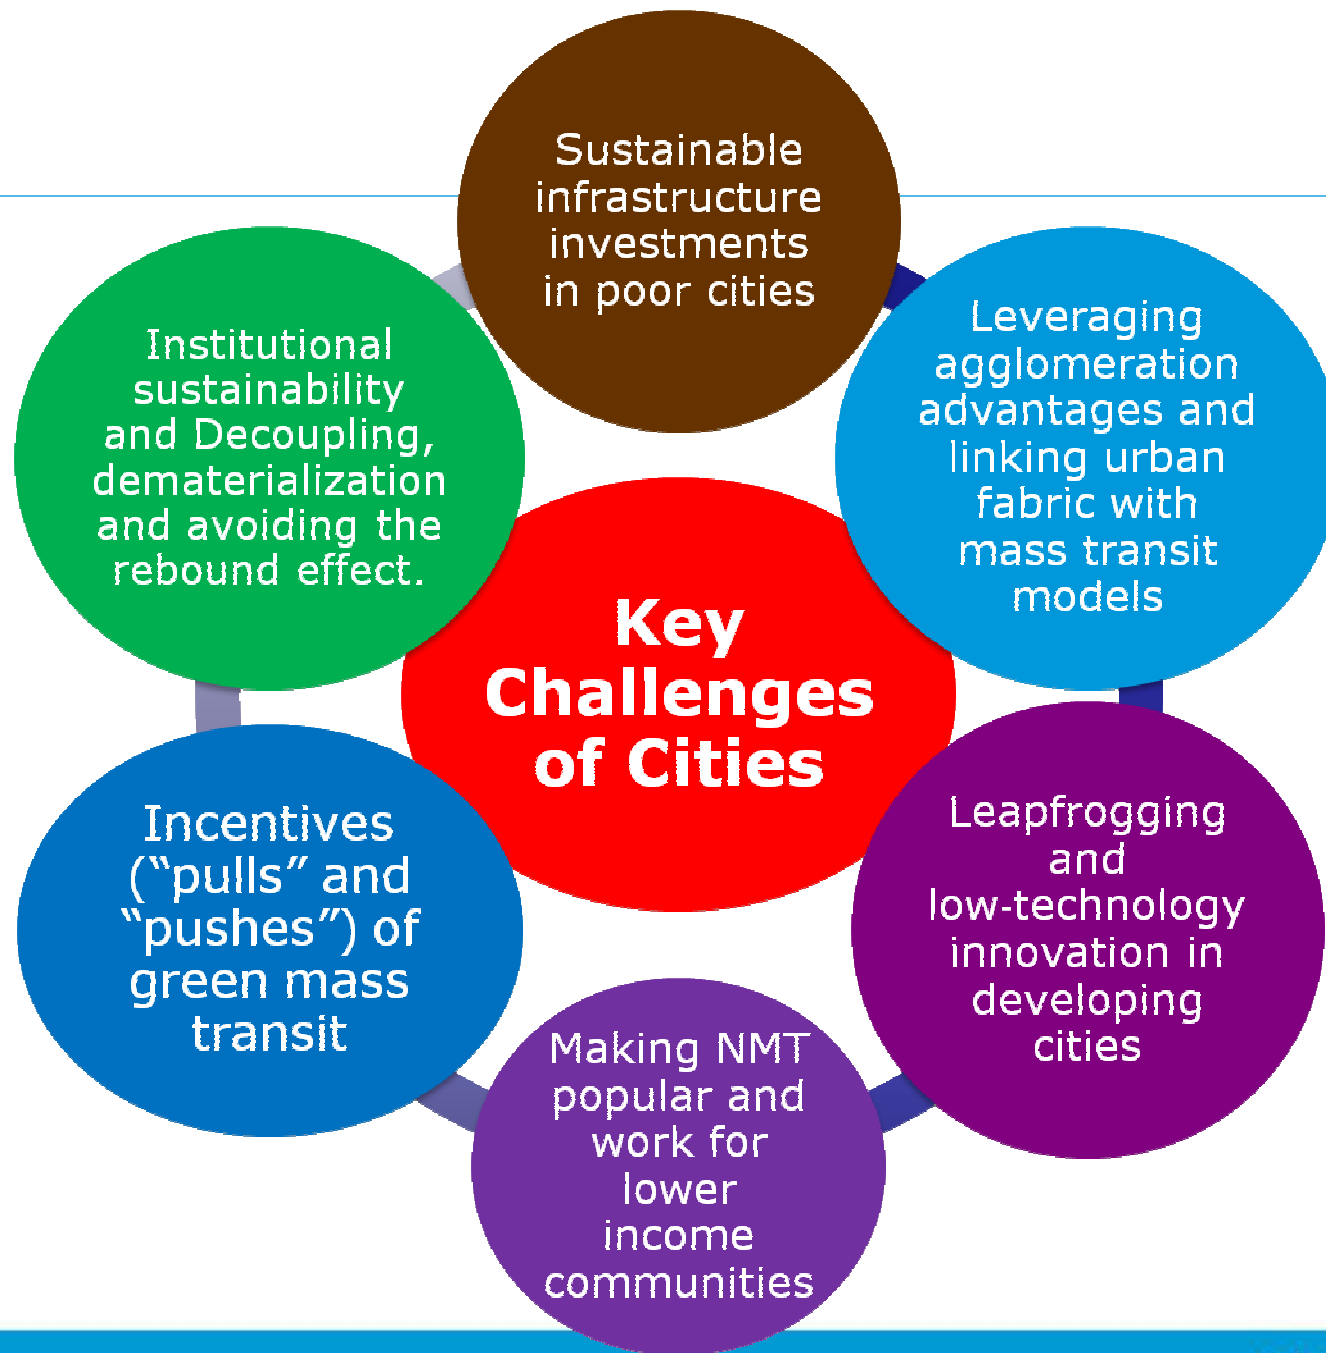 Sustainable
infrastructure
investments
in poor cities
Leveraging
agglomeration
advantages and
linking urban
fabric with
mass transit
models
Leapfrogging
and
low-technology
innovation in
developing
cities
Making NMT
popular and
work for
lower
income
communities
Incentives
(“pulls” and
“pushes”) of
green mass
transit
Institutional
sustainability
and Decoupling,
dematerialization
and avoiding the
rebound effect.
Key
Challenges
of Cities